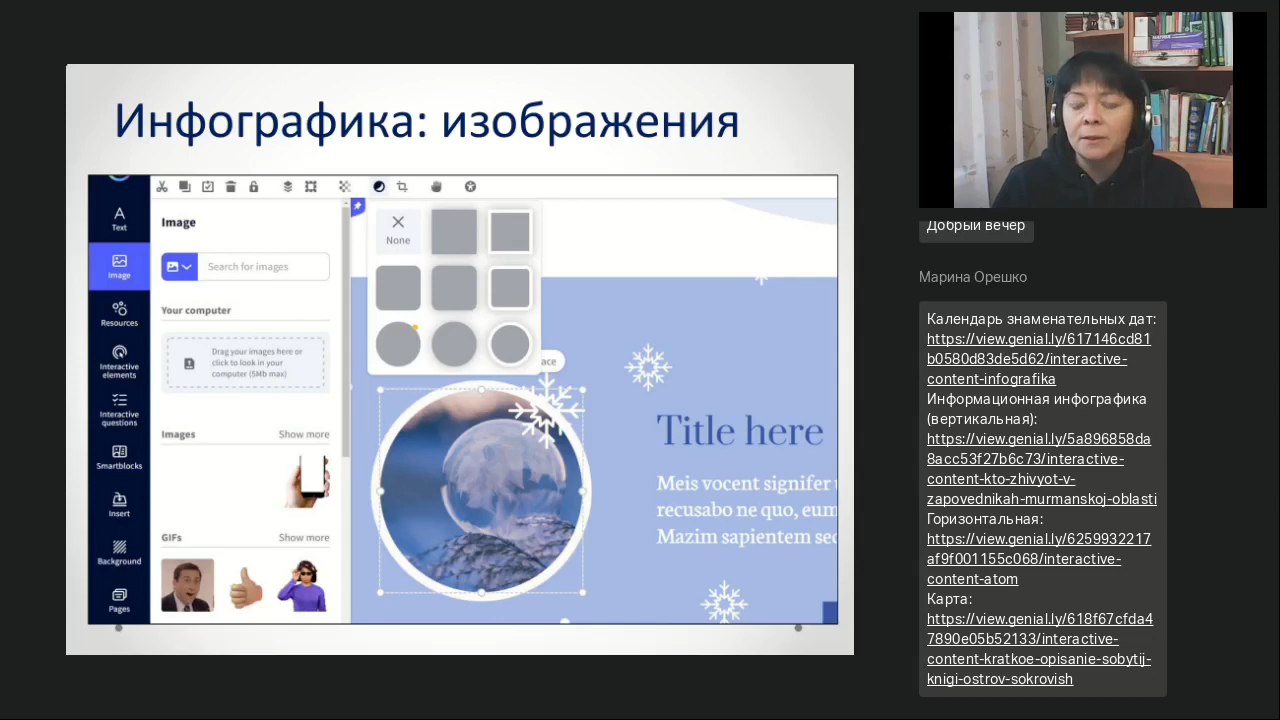 Инфографика: изображения
Text
Image
Resources
Interactive
elements
Interactive
questions
Smartblocks
Insert
Background
Pages
Image
Search for images
Your computer
Drag your images here or
click to look in your
computer (5Mb max)
Images
Show more
GIFs
Show more
None
ace
Title here
Meis vocent signifer
recusabo ne quo, eum
Mazim sapientem sec
Добрый вечер
Марина Орешко
Календарь знаменательных дат:
https://view.genial.ly/617146cd81
b0580d83de5d62/interactive-
content-infografika
Информационная инфографика
(вертикальная):
https://view.genial.ly/5a896858da
8acc53f27b6c73/interactive-
content-kto-zhivyot-v-
zapovednikah-murmanskoj-oblasti
Горизонтальная:
https://view.genial.ly/6259932217
af9f001155c068/interactive-
content-atom
Карта:
https://view.genial.ly/618f67cfda4
7890e05b52133/interactive-
content-kratkoe-opisanie-sobytij-
knigi-ostrov-sokrovish